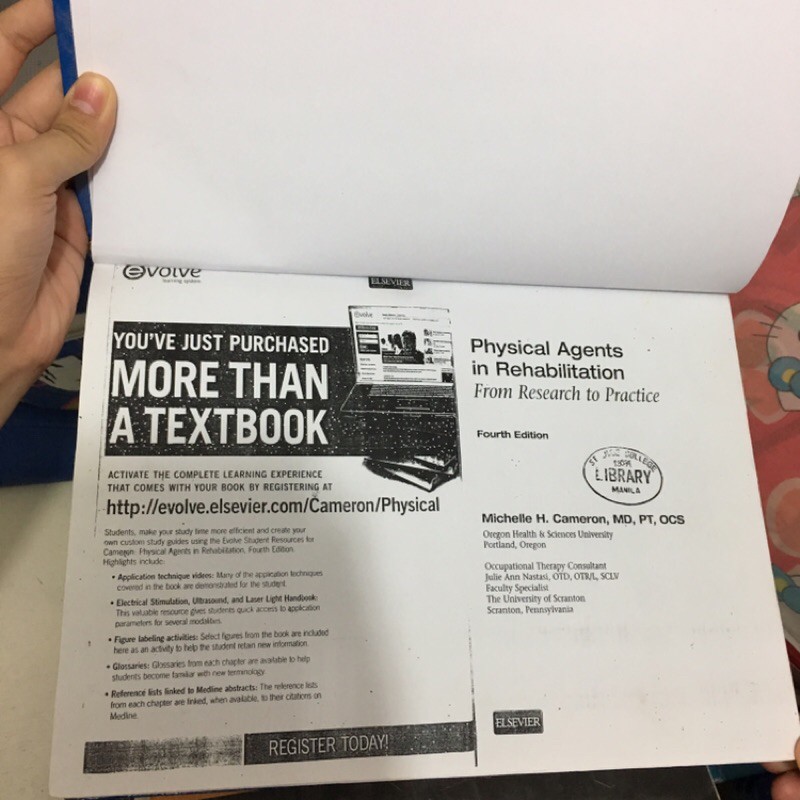 evolve
learning system
ELSEVIER
YOU'VE JUST PURCHASED
MORE THAN
A TEXTBOOK
evolve
ACTIVATE THE COMPLETE LEARNING EXPERIENCE
THAT COMES WITH YOUR BOOK BY REGISTERING AT
http://evolve.elsevier.com/Cameron/Physical
Students, make your study time more efficient and create your
own custom study guides using the Evolve Student Resources for
Cameron: Physical Agents in Rehabilitation, Fourth Edition.
Highlights include:
• Application technique videos: Many of the application techniques
covered in the book are demonstrated for the student.
• Electrical Stimulation, Ultrasound, and Laser Light Handbook:
This valuable resource gives students quick access to application
parameters for several modalities.
• Figure labeling activities: Select figures from the book are included
here as an activity to help the student retain new information.
• Glossaries: Glossaries from each chapter are available to help
students become familiar with new terminology.
• Reference lists linked to Medline abstracts: The reference lists
from each chapter are linked, when available, to their citations on
Medline.
REGISTER TODAY!
Physical Agents
in Rehabilitation
From Research to Practice
Fourth Edition
COLLEGE
LIBRARY
MANILA
Michelle H. Cameron, MD, PT, OCS
Oregon Health & Sciences University
Portland, Oregon
Occupational Therapy Consultant
Julie Ann Nastasi, OTD, OTR/L, SCLV
Faculty Specialist
The University of Scranton
Scranton, Pennsylvania
ELSEVIER